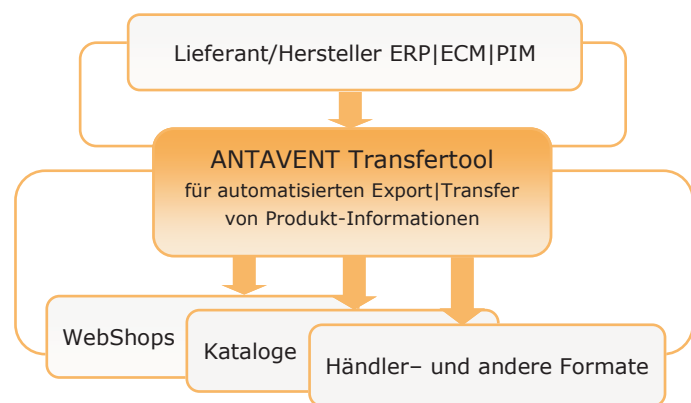 Lieferant/Hersteller ERP|ECM|PIM
ANTAVENT Transfertool
für automatisierten Export|Transfer
von Produkt-Informationen
WebShops
Kataloge
Händler– und andere Formate